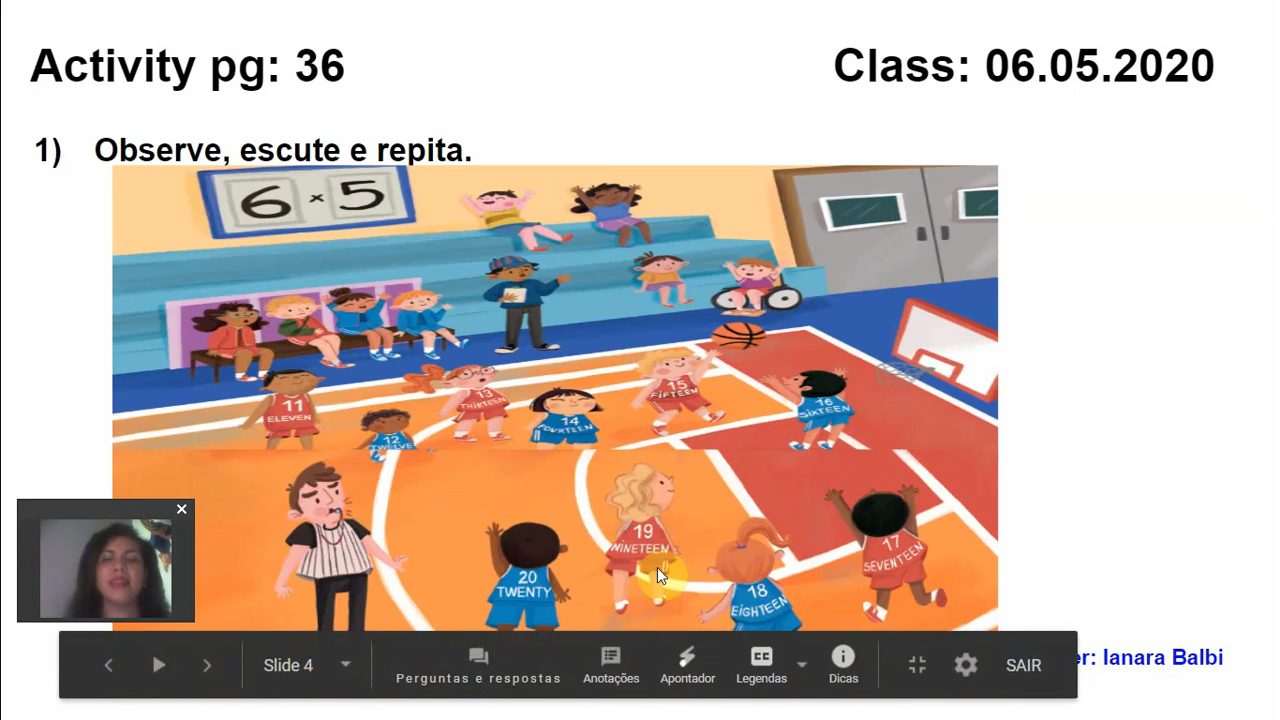 Activity pg: 36
Class: 06.05.2020
1) Observe, escute e repita.
6 x 5
11
ELEVEN
12
TWELVE
13
THIRTEEN
14
FOURTEEN
15
FIFTEEN
16
SIXTEEN
20
TWENTY
19
NINETEEN
18
EIGHTEEN
17
SEVENTEEN
Slide 4
Perguntas e respostas
Anotações
Apontador
CC
Legendas
Dicas
SAIR
er: Ianara Balbi